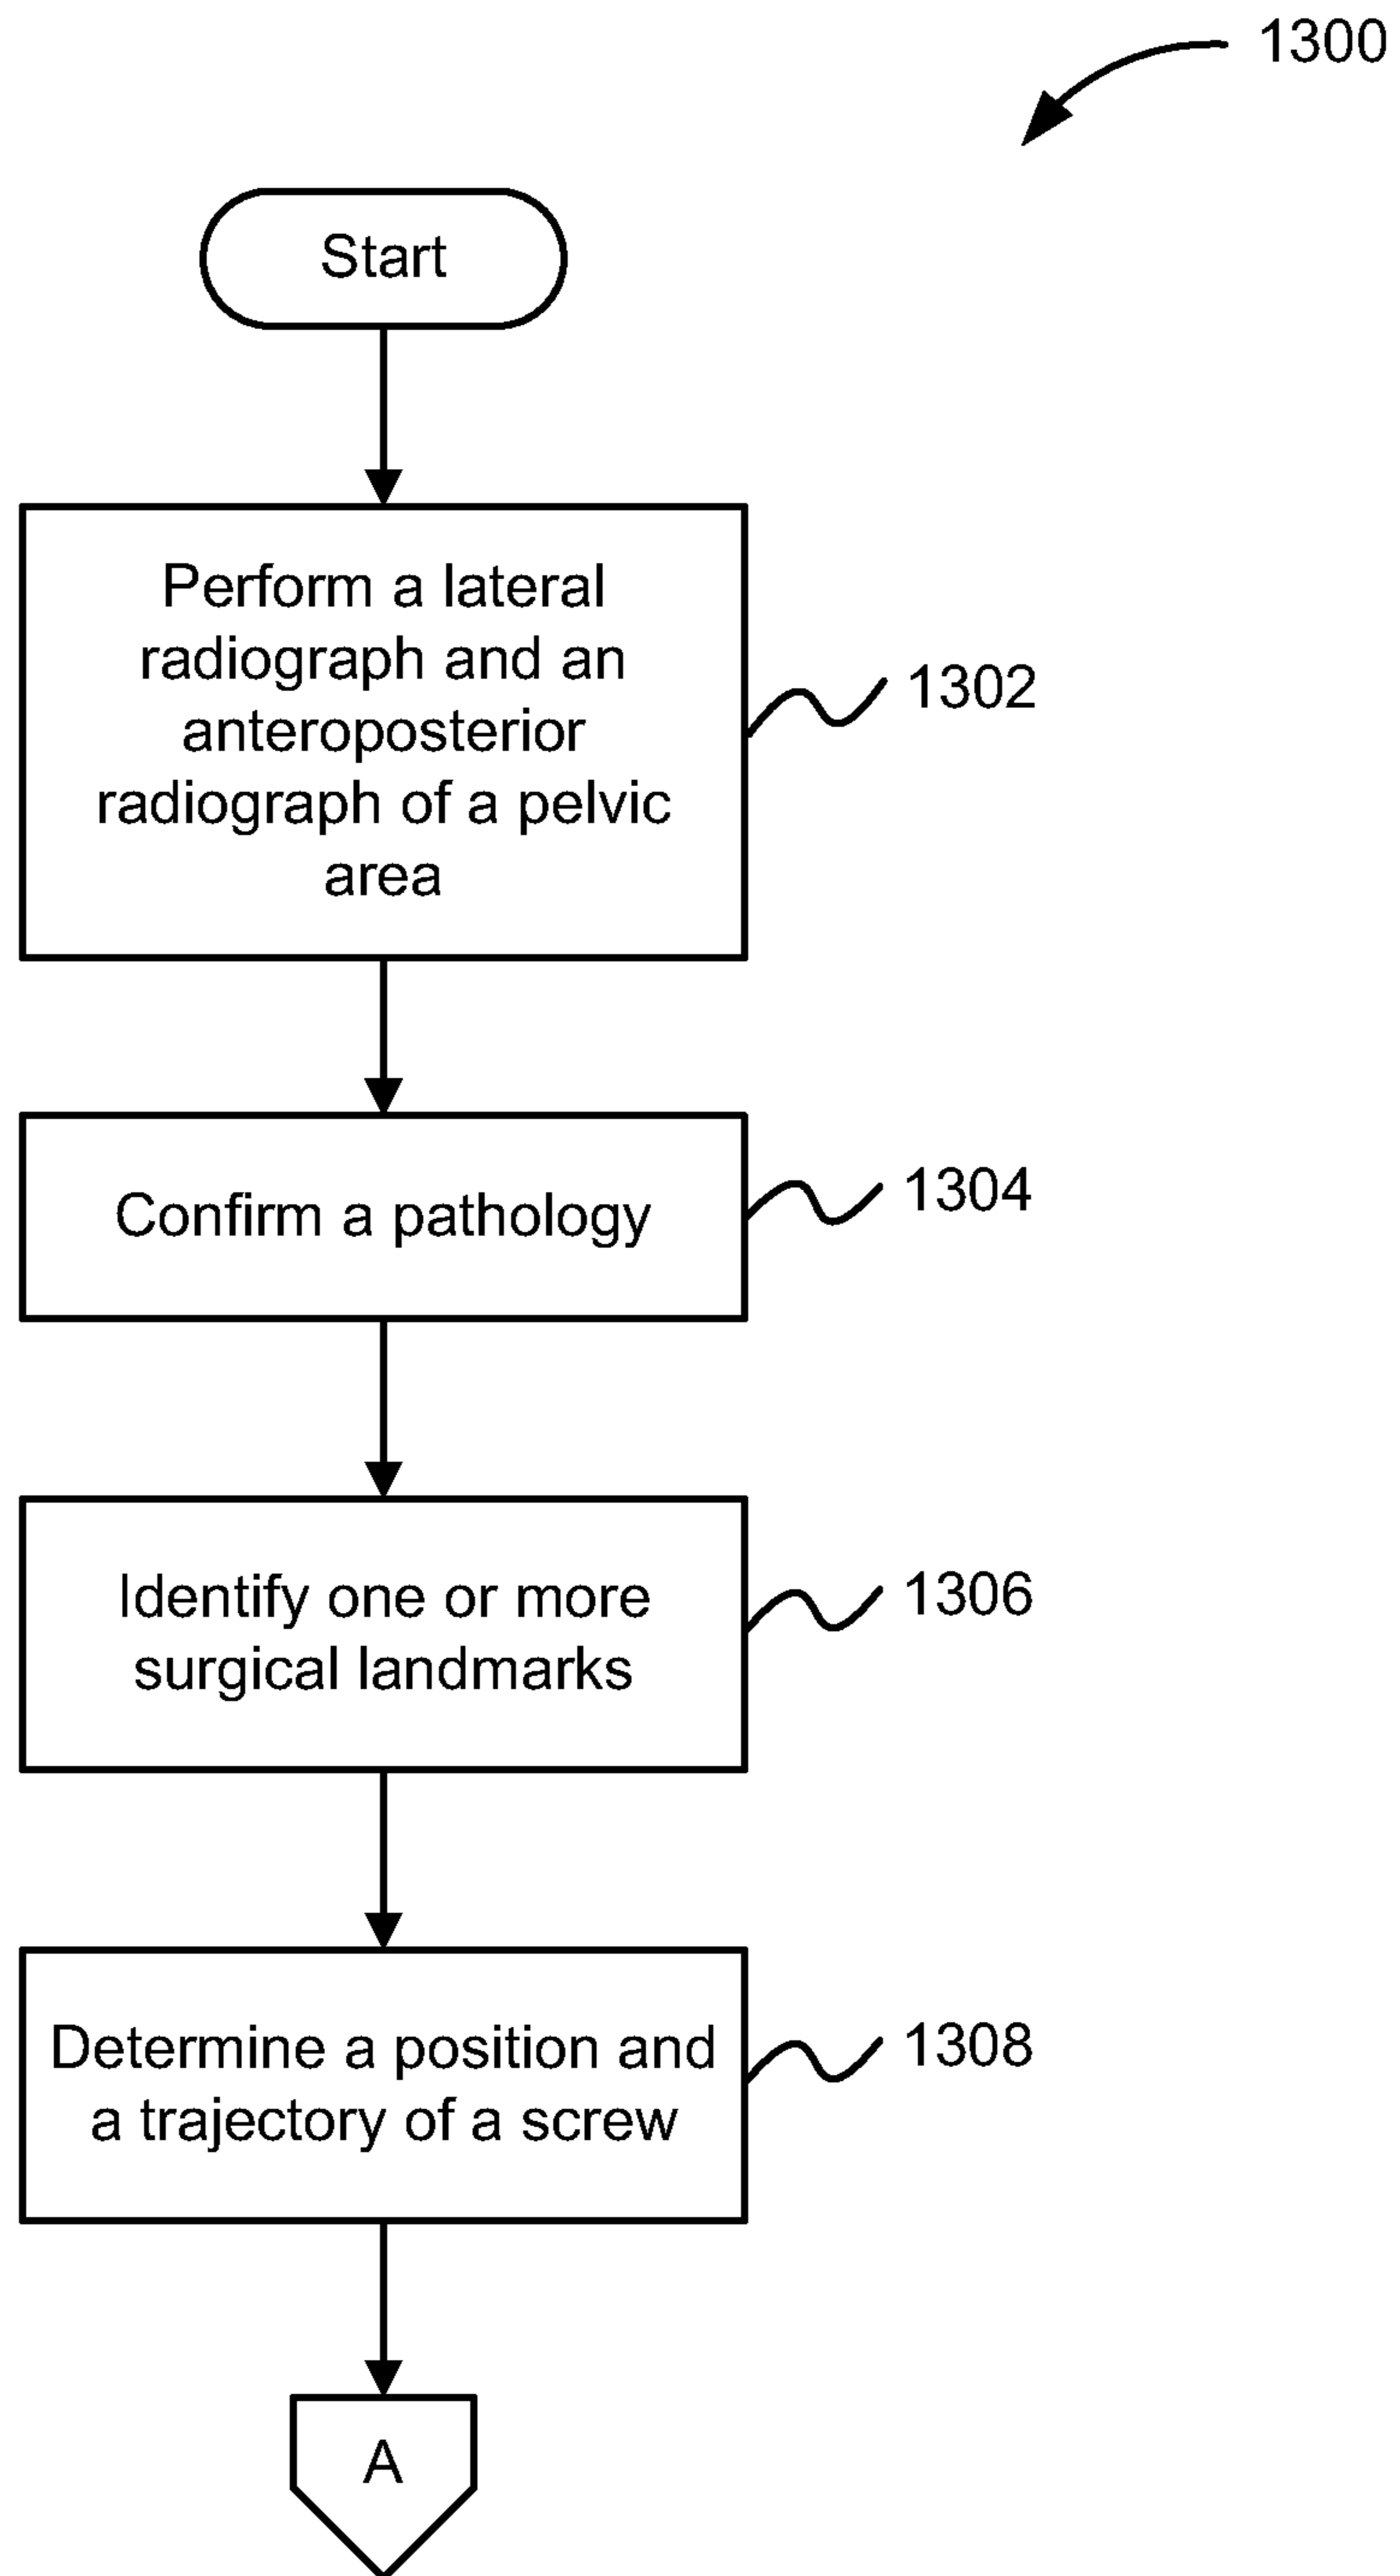 1300
Start
Perform a lateral
radiograph and an
anteroposterior
radiograph of a pelvic
area
1302
Confirm a pathology
1304
Identify one or more
surgical landmarks
1306
Determine a position and
a trajectory of a screw
1308
A